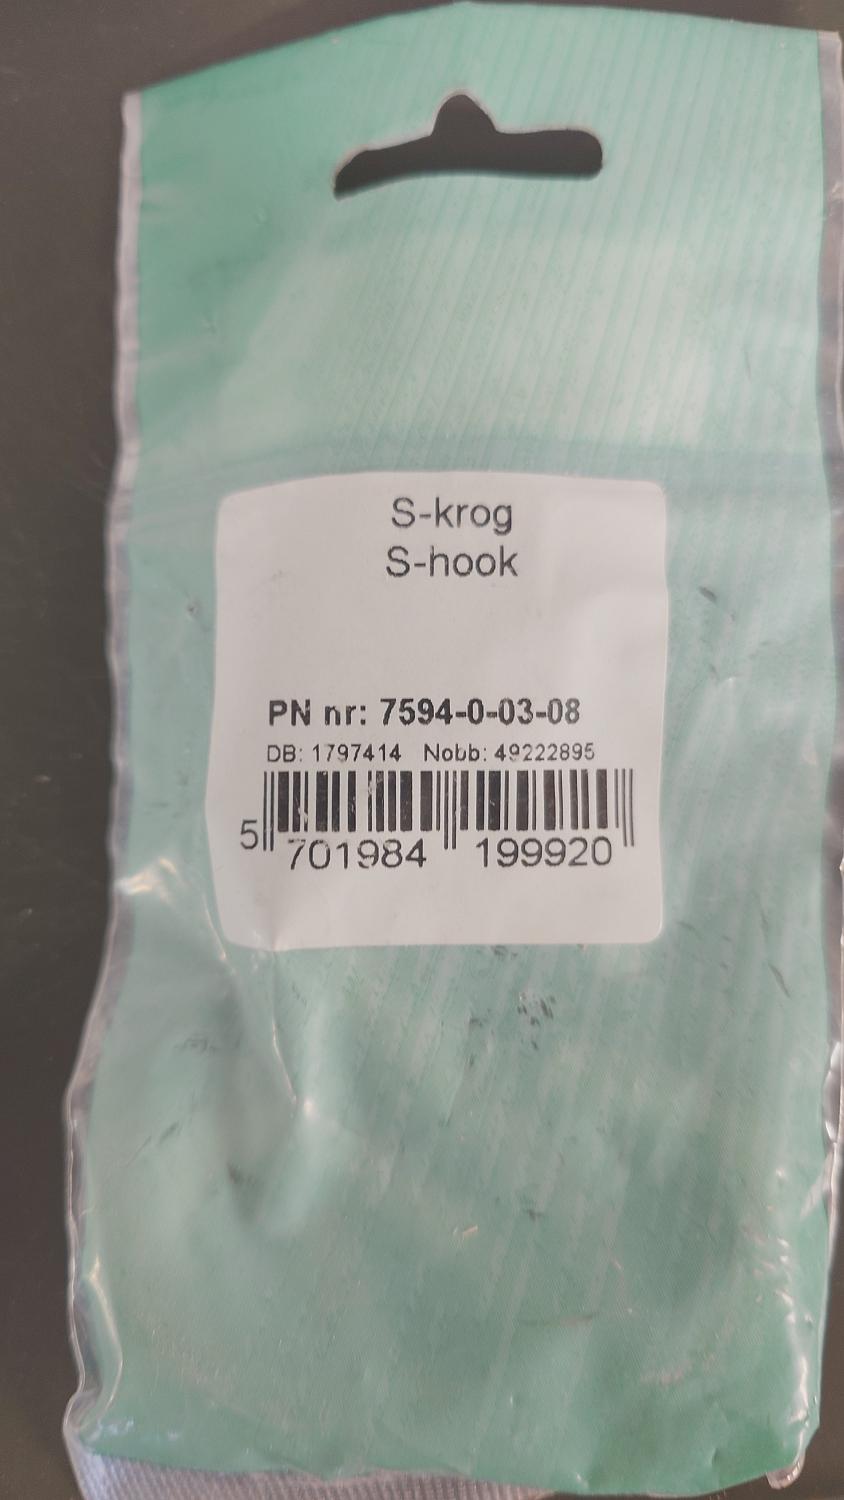 S-krog
S-hook
PN nr: 7594-0-03-08
DB: 1797414 Nobb: 49222895
5 701984 199920